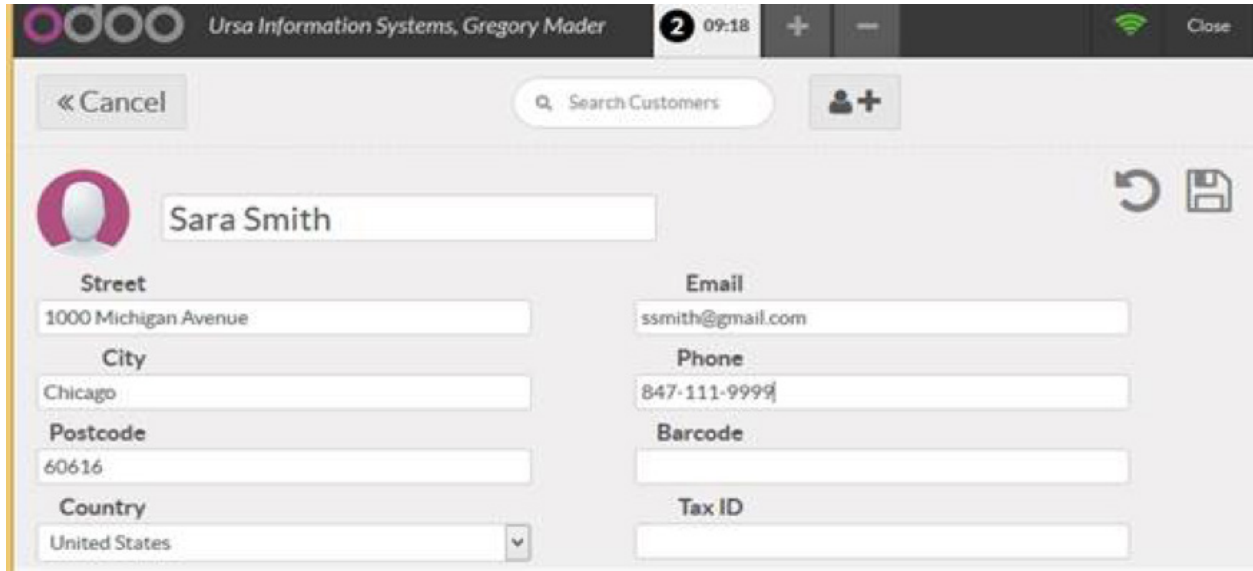 odoo Ursa Information Systems, Gregory Mader 2 09:18 + − Close
« Cancel Search Customers
Sara Smith
Street Email
1000 Michigan Avenue ssmith@gmail.com
City Phone
Chicago 847-111-9999
Postcode Barcode
60616
Country Tax ID
United States